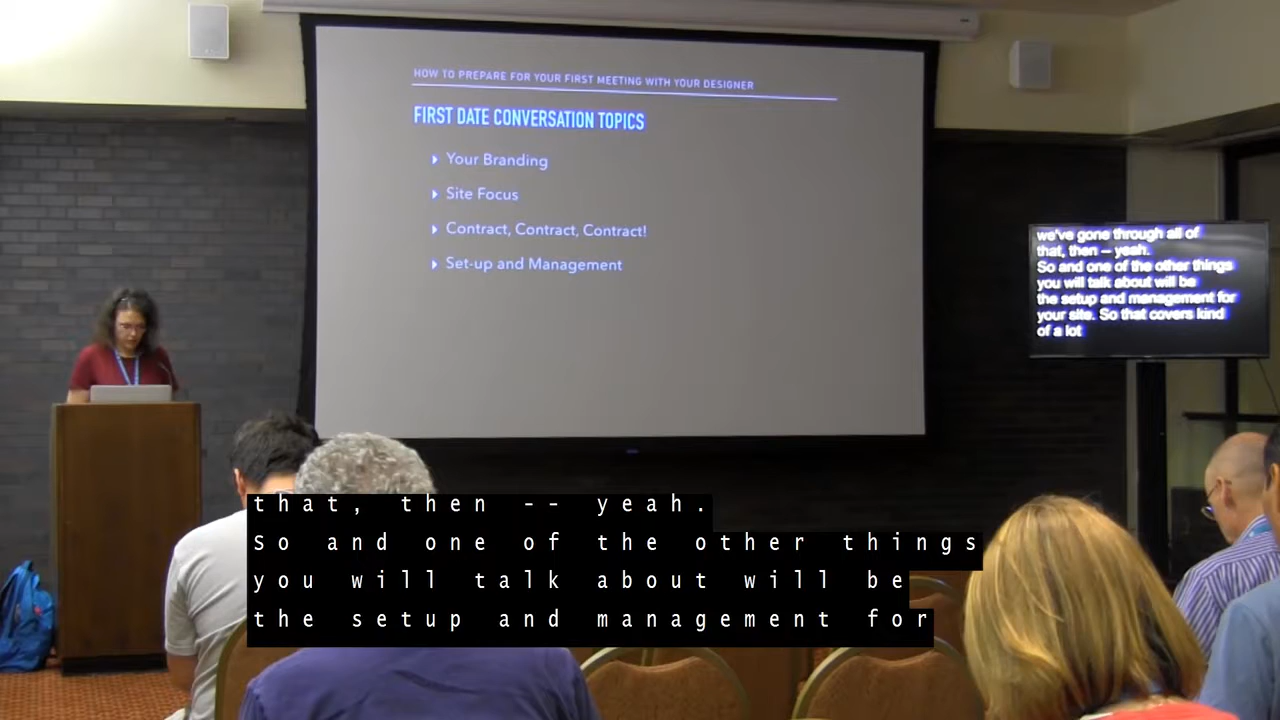 HOW TO PREPARE FOR YOUR FIRST MEETING WITH YOUR DESIGNER
FIRST DATE CONVERSATION TOPICS
Your Branding
Site Focus
Contract, Contract, Contract!
Set-up and Management
we've gone through all of
that, then – yeah.
So and one of the other things
you will talk about will be
the setup and management for
your site. So that covers kind
of a lot
that, then -- yeah.
So and one of the other things
you will talk about will be
the setup and management for